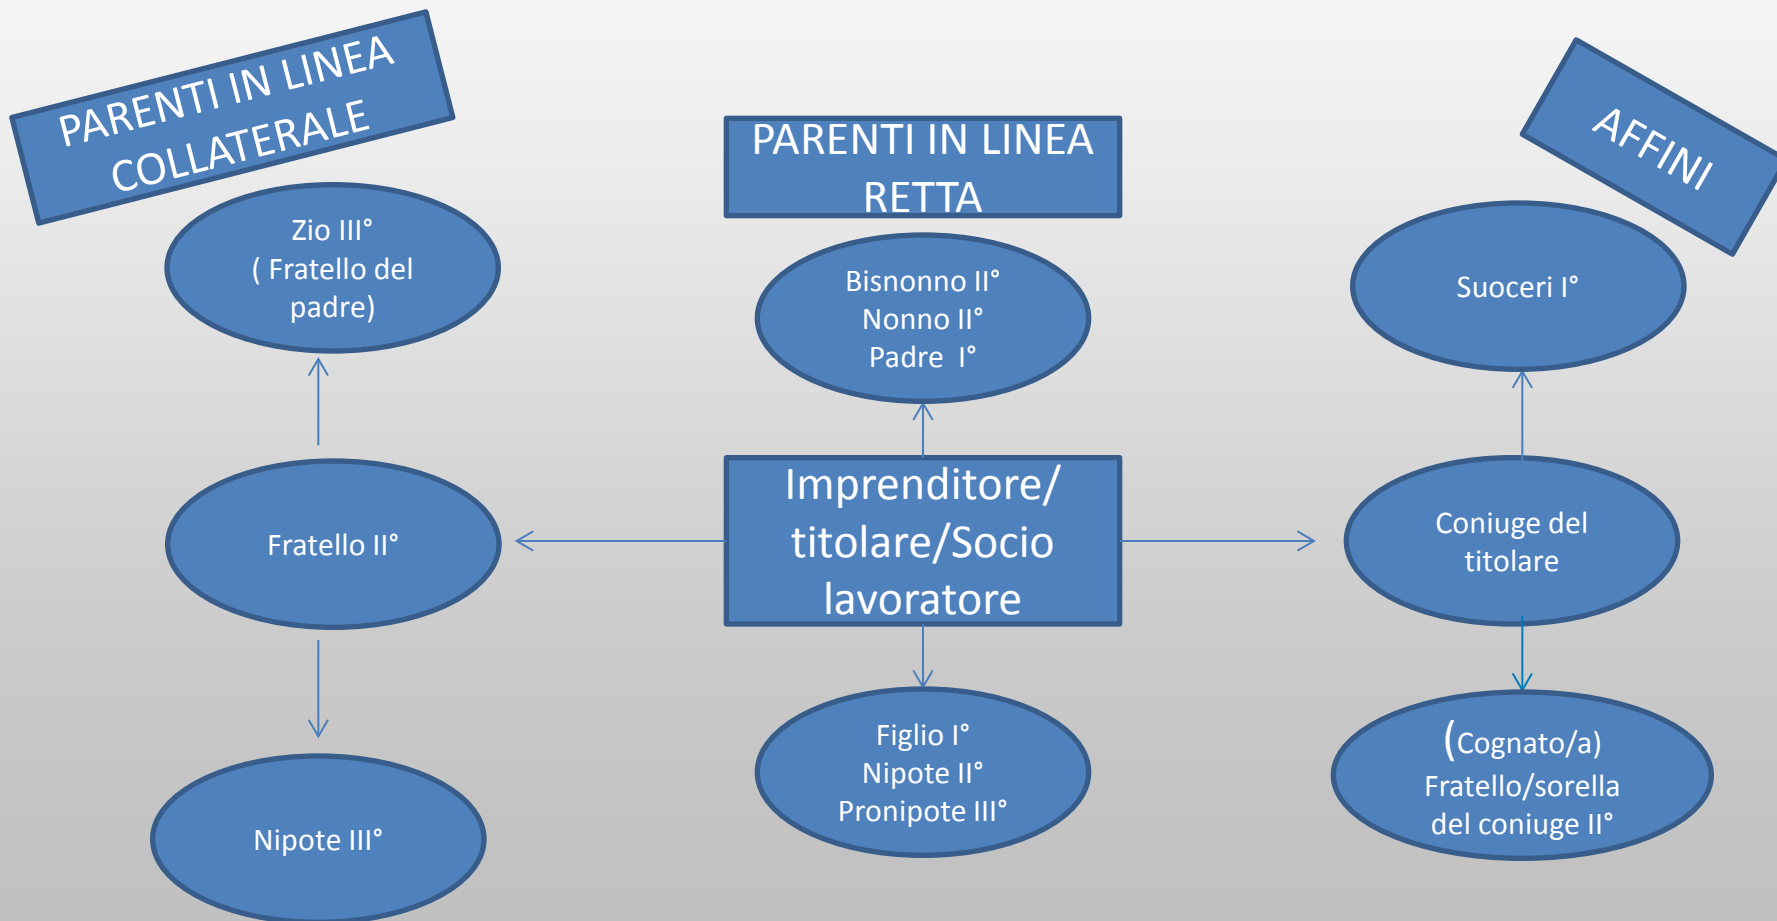 PARENTI IN LINEA
COLLATERALE
PARENTI IN LINEA
RETTA
AFFINI
Zio III°
( Fratello del
padre)
Bisnonno II°
Nonno II°
Padre I°
Suoceri I°
Fratello II°
Imprenditore/
titolare/Socio
lavoratore
Coniuge del
titolare
Nipote III°
Figlio I°
Nipote II°
Pronipote III°
(Cognato/a)
Fratello/sorella
del coniuge II°